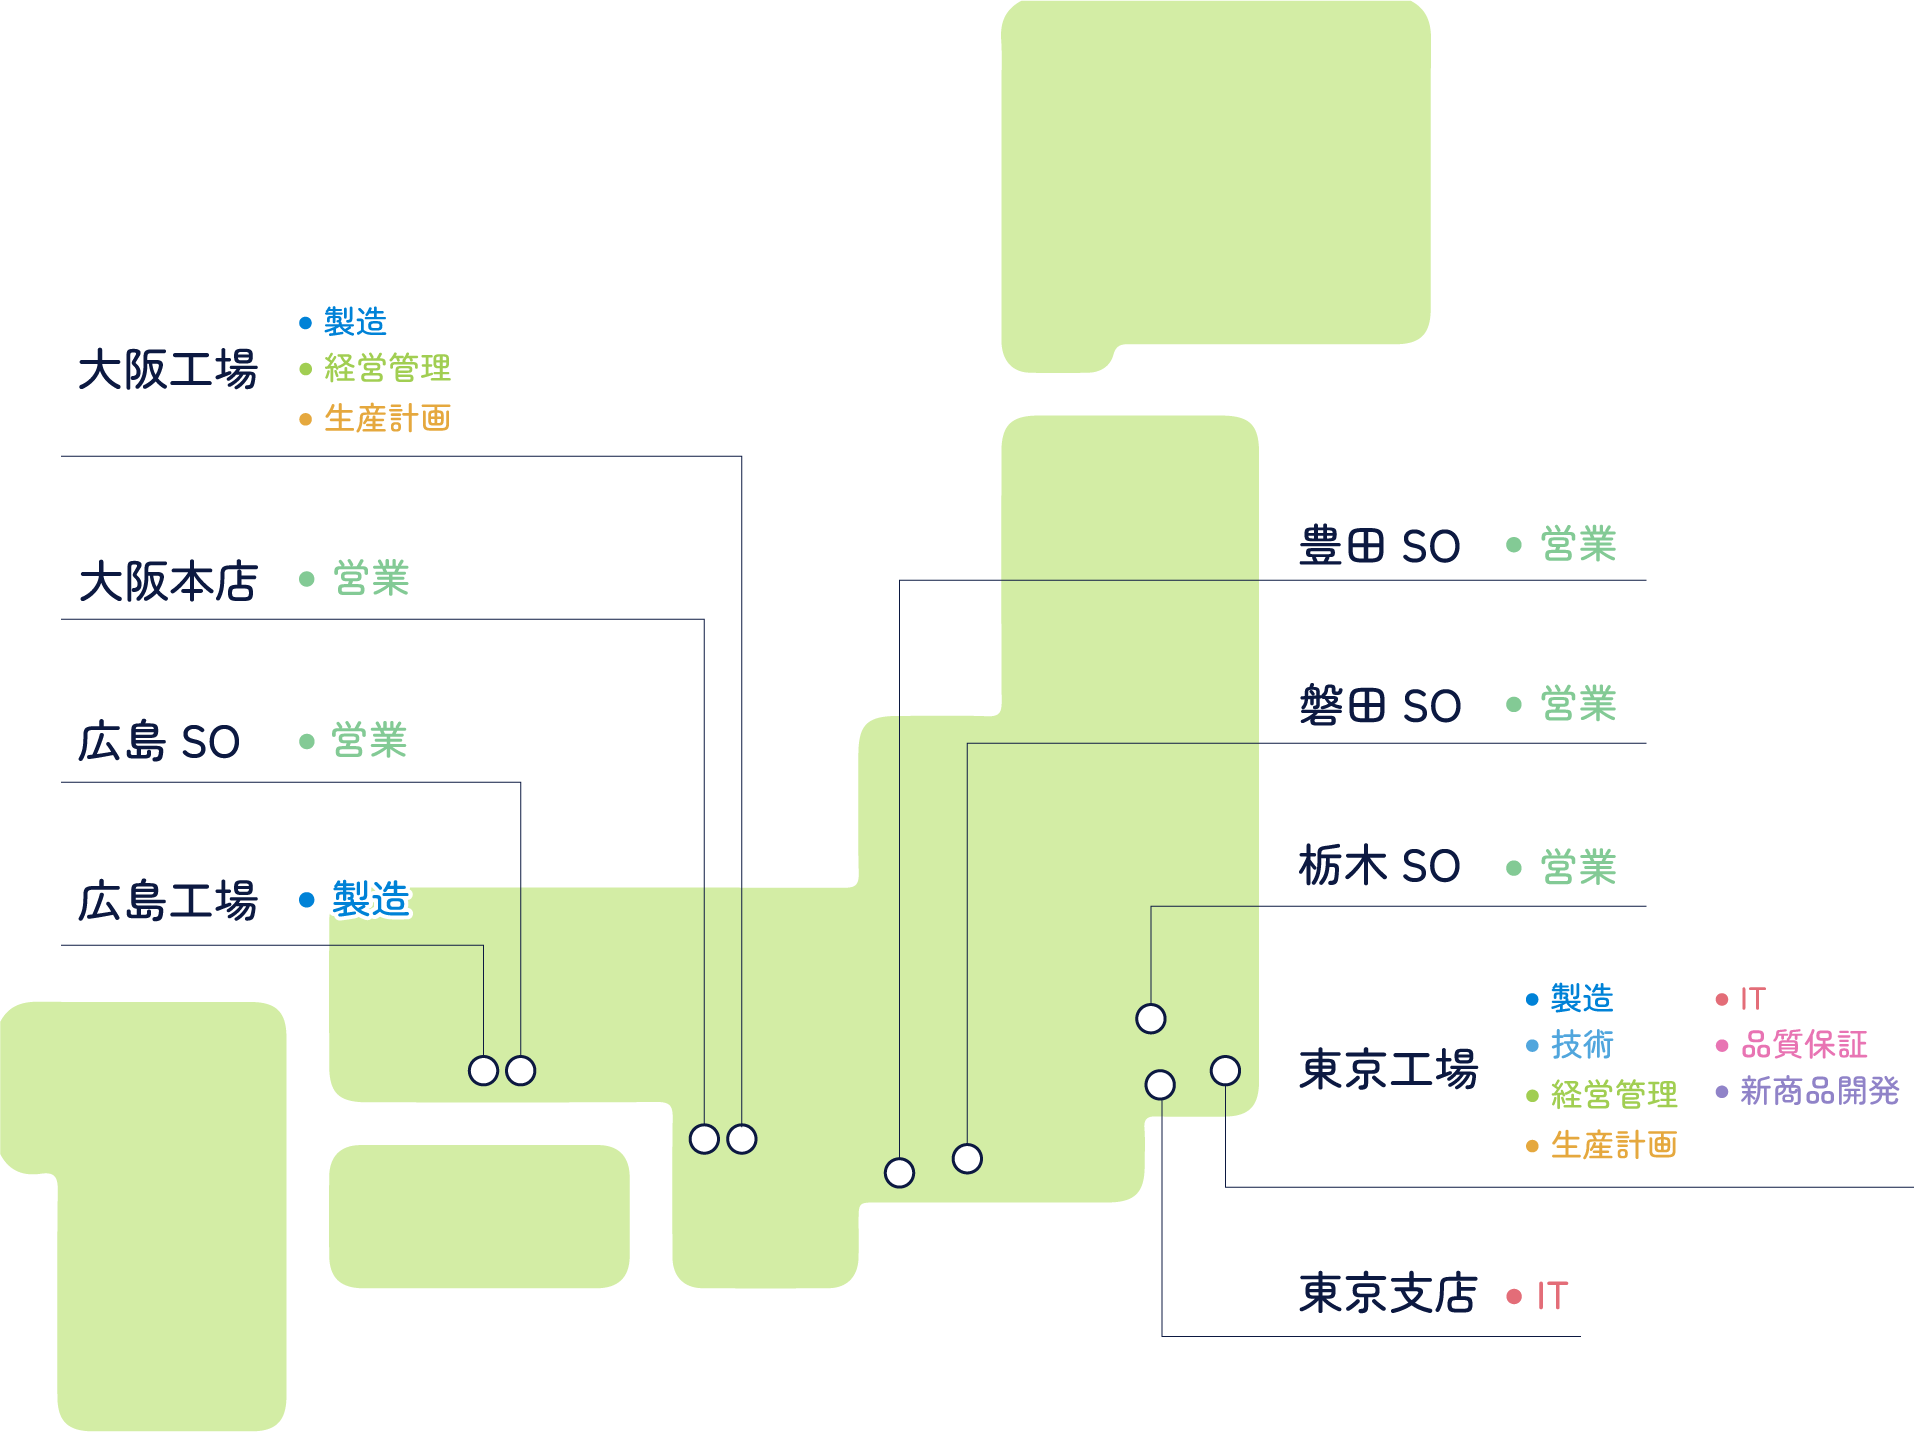 大阪工場
製造
経営管理
生産計画
大阪本店
営業
広島 SO
営業
広島工場
製造
豊田 SO
営業
磐田 SO
営業
栃木 SO
営業
東京工場
製造
技術
経営管理
生産計画
IT
品質保証
新商品開発
東京支店
IT